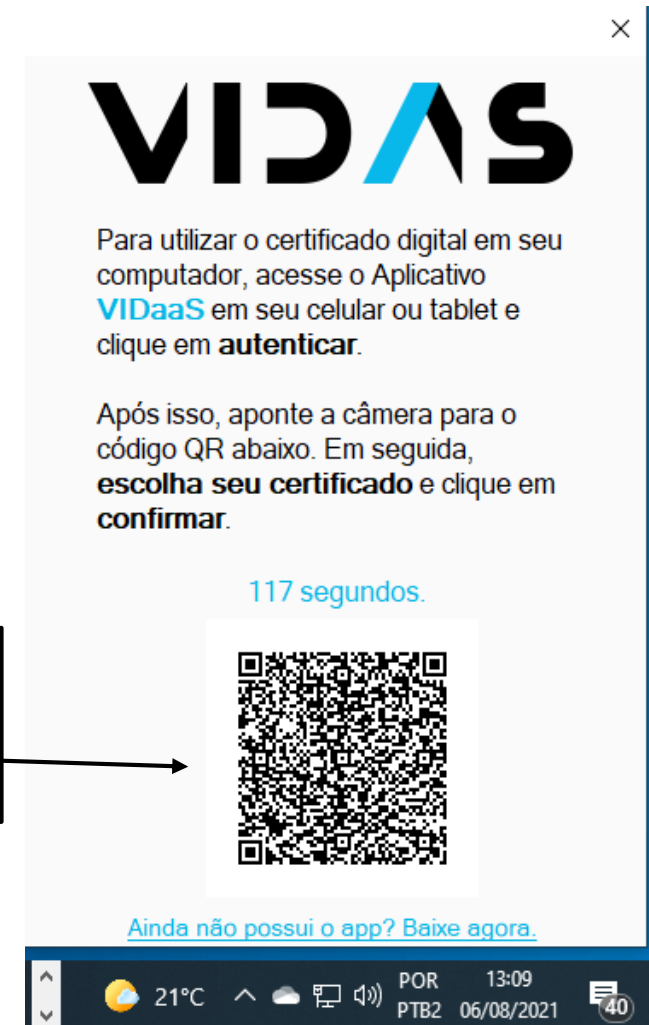 VIDAS
Para utilizar o certificado digital em seu
computador, acesse o Aplicativo
VIDaaS em seu celular ou tablet e
clique em autenticar.
Após isso, aponte a câmera para o
código QR abaixo. Em seguida,
escolha seu certificado e clique em
confirmar.
117 segundos.
Ainda não possui o app? Baixe agora.
21°C POR 13:09
PTB2 06/08/2021 40